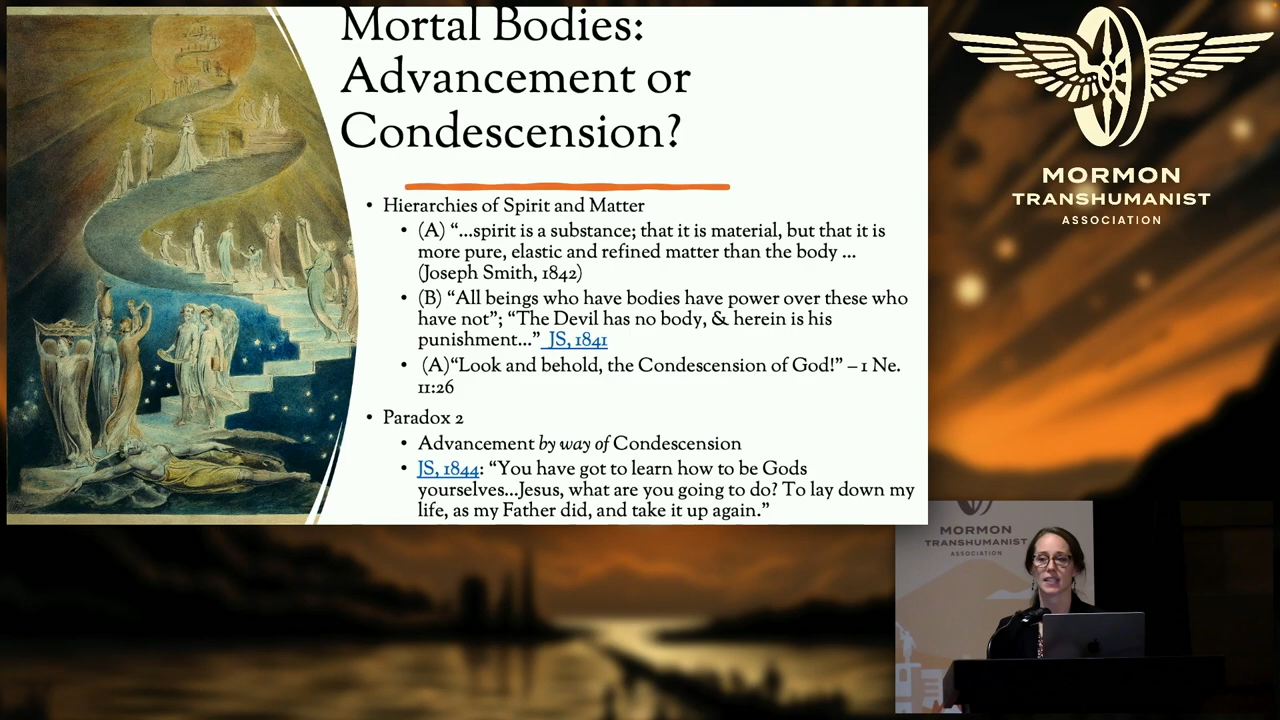 Mortal Bodies:
Advancement or
Condescension?
• Hierarchies of Spirit and Matter
• (A) “…spirit is a substance; that it is material, but that it is
more pure, elastic and refined matter than the body …
(Joseph Smith, 1842)
• (B) “All beings who have bodies have power over these who
have not”; “The Devil has no body, & herein is his
punishment…” JS, 1841
• (A)“Look and behold, the Condescension of God!” – 1 Ne.
11:26
• Paradox 2
• Advancement by way of Condescension
• JS, 1844: “You have got to learn how to be Gods
yourselves…Jesus, what are you going to do? To lay down my
life, as my Father did, and take it up again.”
MORMON
TRANSHUMANIST
ASSOCIATION
MORMON
TRANSHUMANIST
ASSOCIATION